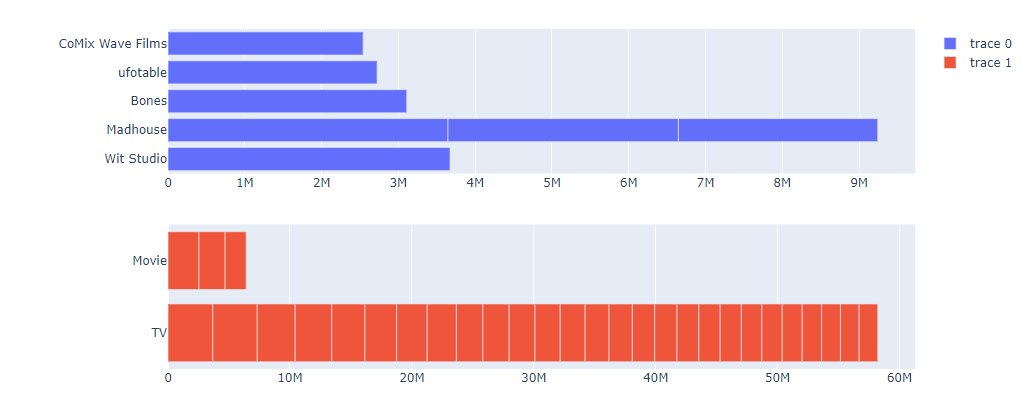 CoMix Wave Films
ufotable
Bones
Madhouse
Wit Studio
0 1M 2M 3M 4M 5M 6M 7M 8M 9M
trace 0
trace 1
Movie
TV
0 10M 20M 30M 40M 50M 60M